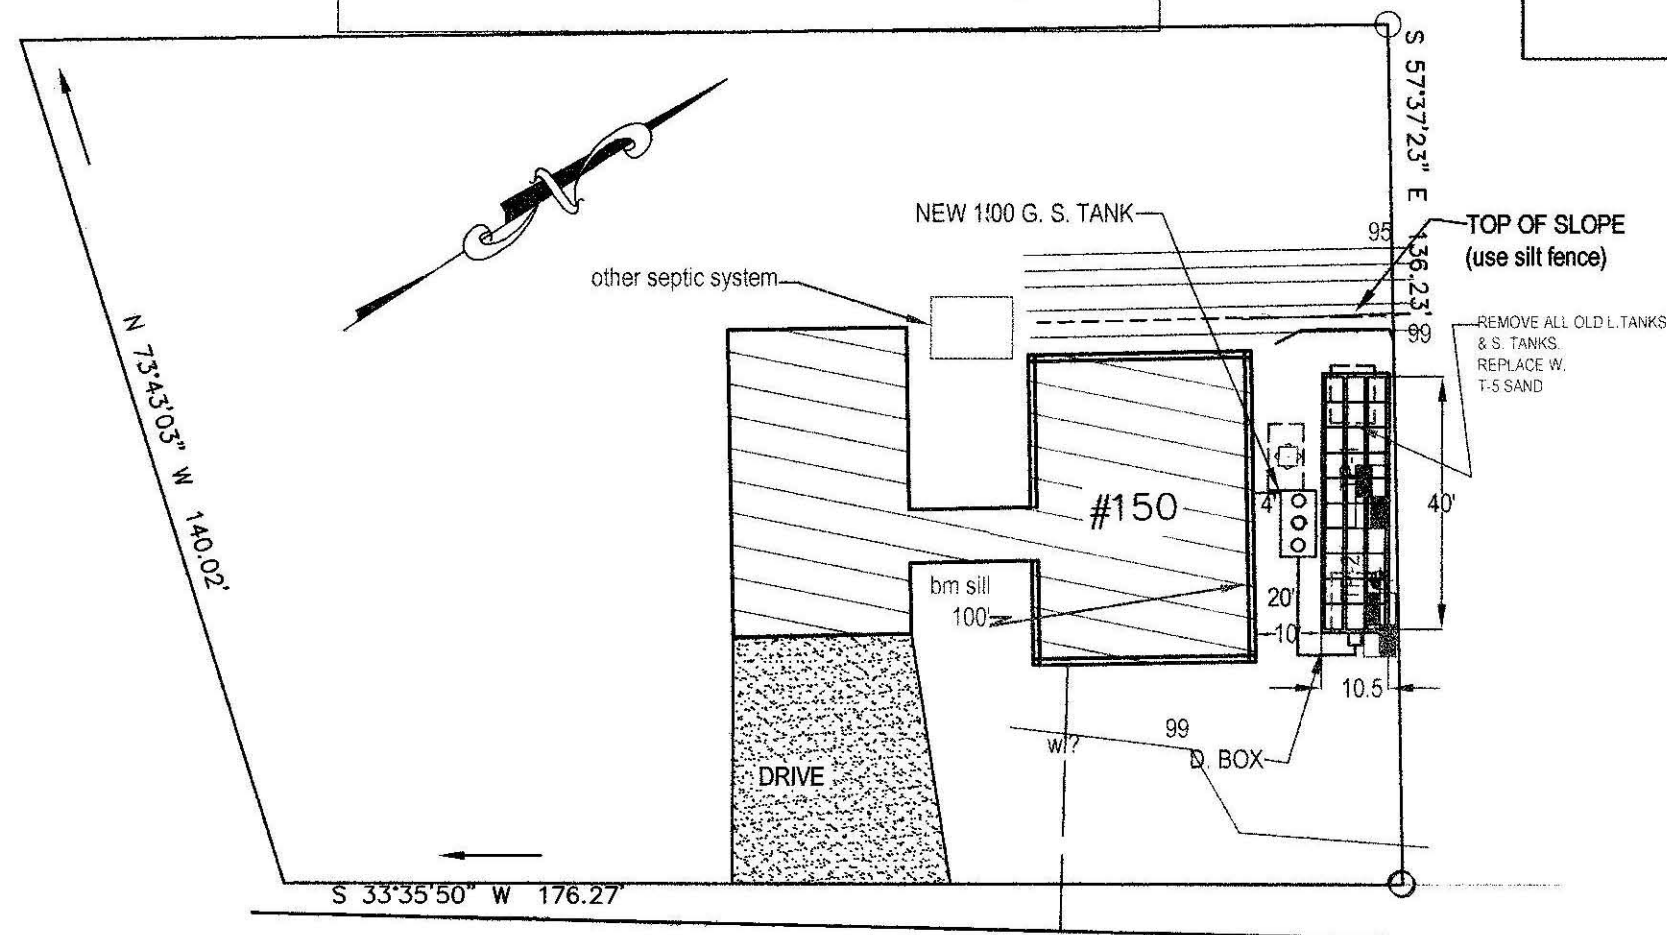 S 57°37'23" E 136.23'
NEW 1500 G. S. TANK
TOP OF SLOPE
(use silt fence)
95
other septic system
REMOVE ALL OLD L.TANKS
& S. TANKS.
REPLACE W.
T-5 SAND
99
N 73°43'03" W 140.02'
N
#150
4'
40'
bm sill
100'
20'
10
10.5
99
w ?
D. BOX
DRIVE
S 33°35'50" W 176.27'